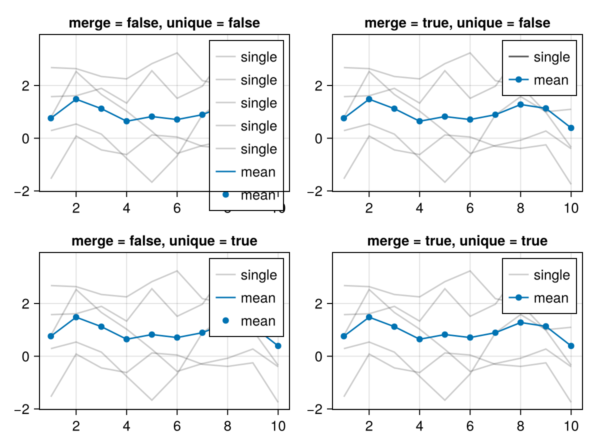 merge = false, unique = false
single
single
single
single
single
mean
mean
2
0
−2
2
4
6
8
10
merge = true, unique = false
single
mean
2
0
−2
2
4
6
8
10
merge = false, unique = true
single
mean
mean
2
0
−2
2
4
6
8
10
merge = true, unique = true
single
mean
2
0
−2
2
4
6
8
10